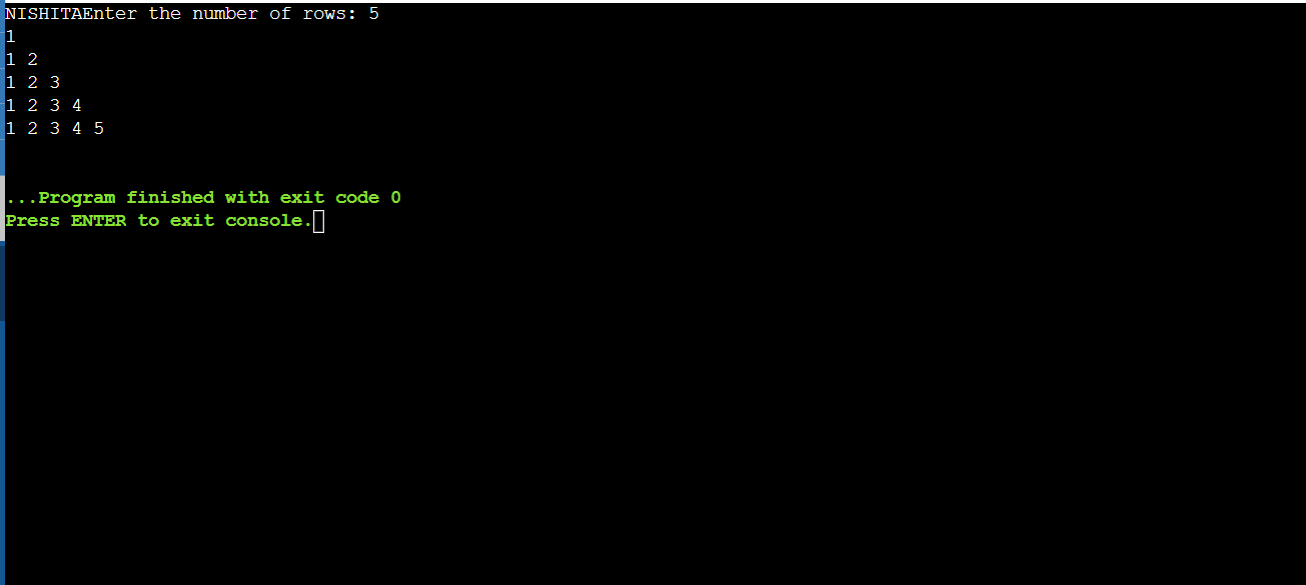 NISHITAEnter the number of rows: 5
1
1 2
1 2 3
1 2 3 4
1 2 3 4 5
...Program finished with exit code 0
Press ENTER to exit console.